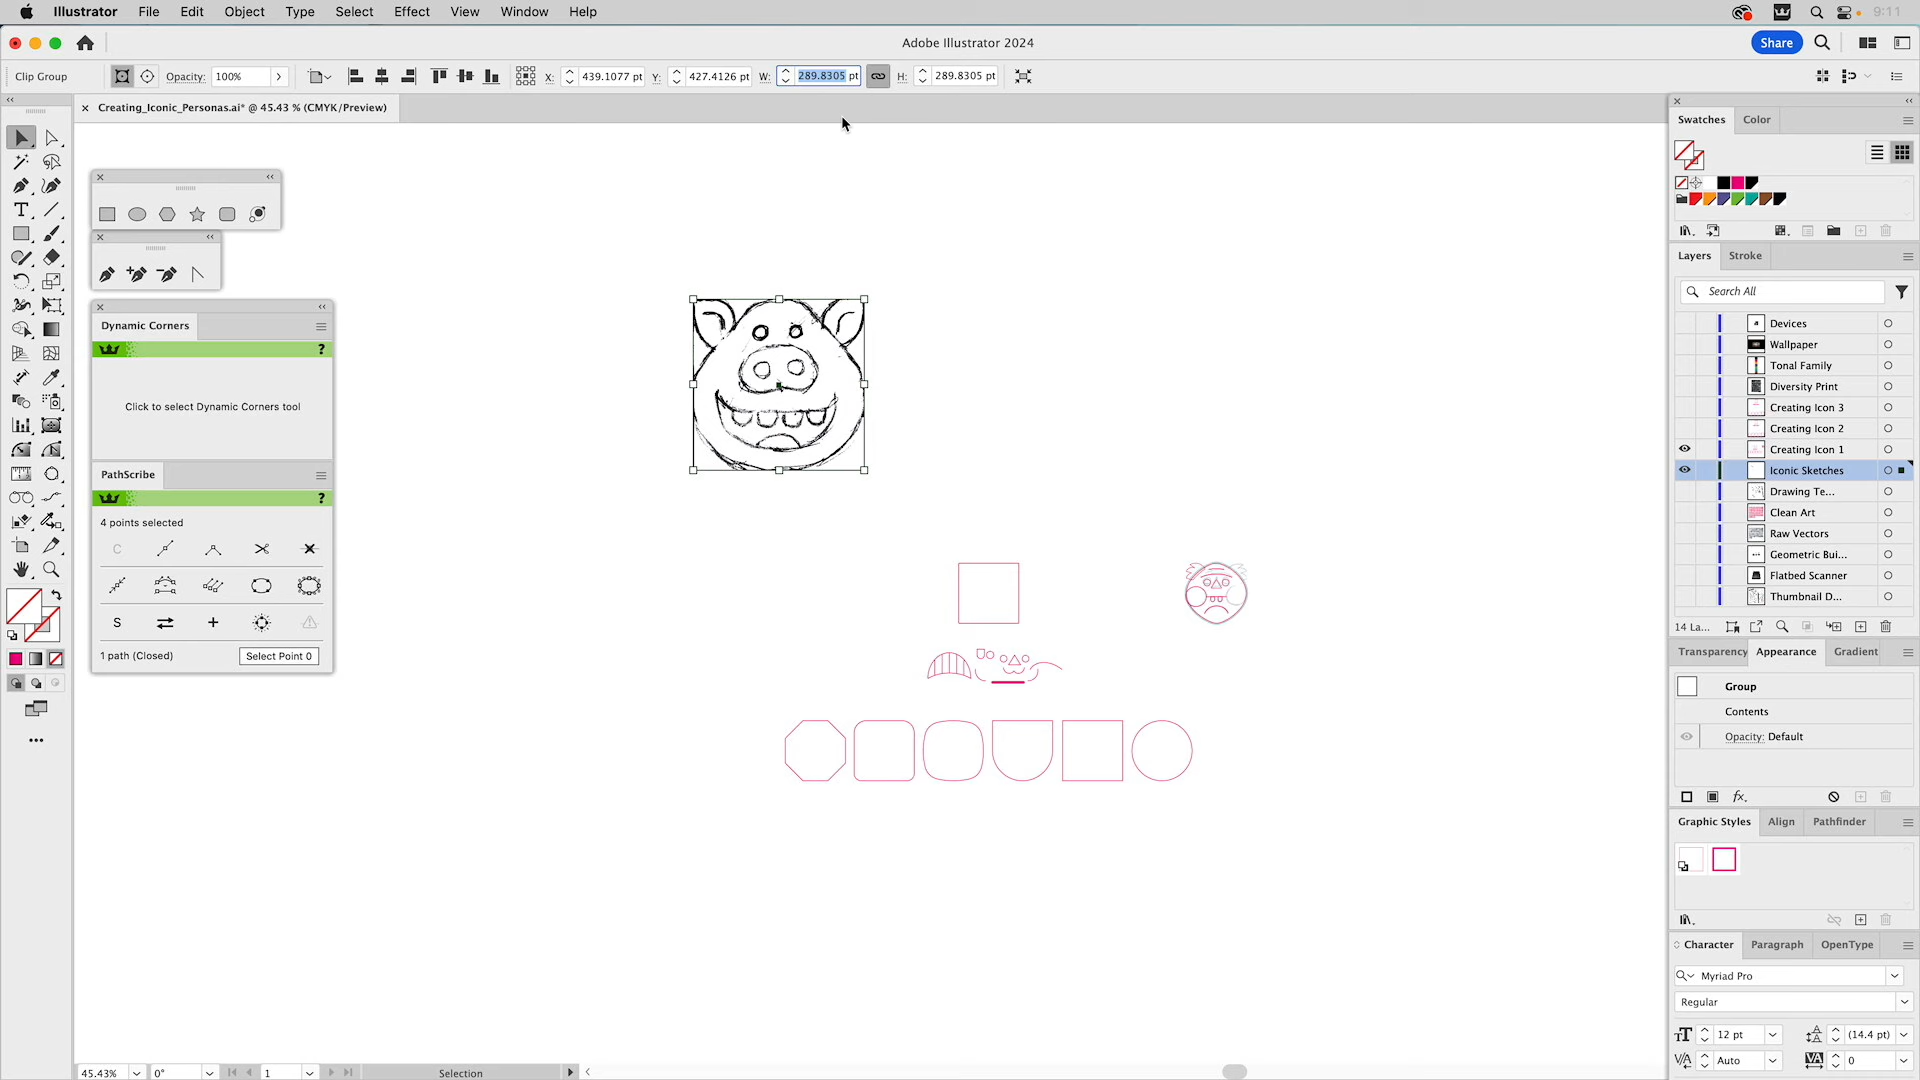 Illustrator File Edit Object Type Select Effect View Window Help 9:11
Adobe Illustrator 2024 Share
Clip Group Opacity: 100% X: 439.1077 pt Y: 427.4126 pt W: 289.8305 pt H: 289.8305 pt
Creating_Iconic_Personas.ai* @ 45.43 % (CMYK/Preview)
Swatches Color
Layers Stroke
Search All
Devices
Wallpaper
Tonal Family
Diversity Print
Creating Icon 3
Creating Icon 2
Creating Icon 1
Iconic Sketches
Drawing Te...
Clean Art
Raw Vectors
Geometric Bui...
Flatbed Scanner
Thumbnail D...
14 La...
Dynamic Corners
?
Click to select Dynamic Corners tool
PathScribe
?
4 points selected
C
S
1 path (Closed) Select Point 0
Transparency Appearance Gradient
Group
Contents
Opacity: Default
fx.
Graphic Styles Align Pathfinder
Character Paragraph OpenType
Myriad Pro
Regular
12 pt (14.4 pt)
Auto 0
45.43% 0° 1 Selection